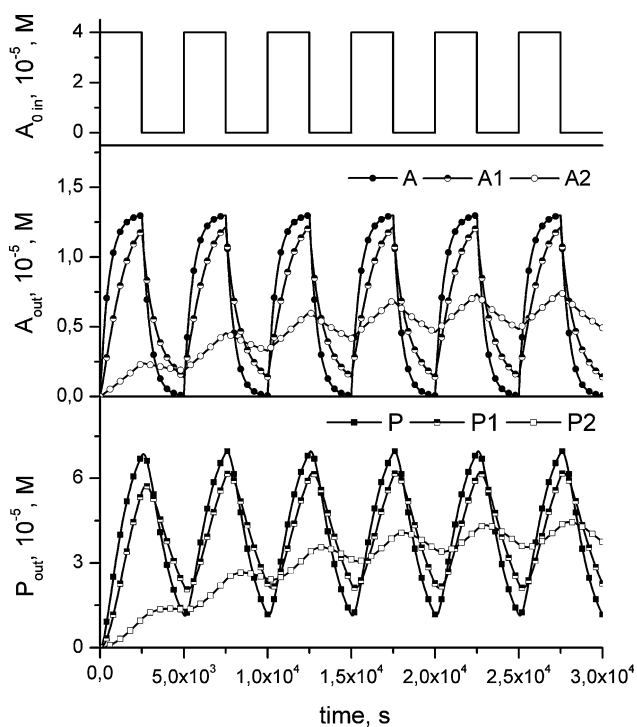 A0 in, 10-5, M
4
2
0
A A1 A2
Aout, 10-5, M
1,5
1,0
0,5
0,0
P P1 P2
Pout, 10-5, M
6
3
0
0,0 5,0x103 1,0x104 1,5x104 2,0x104 2,5x104 3,0x104
time, s